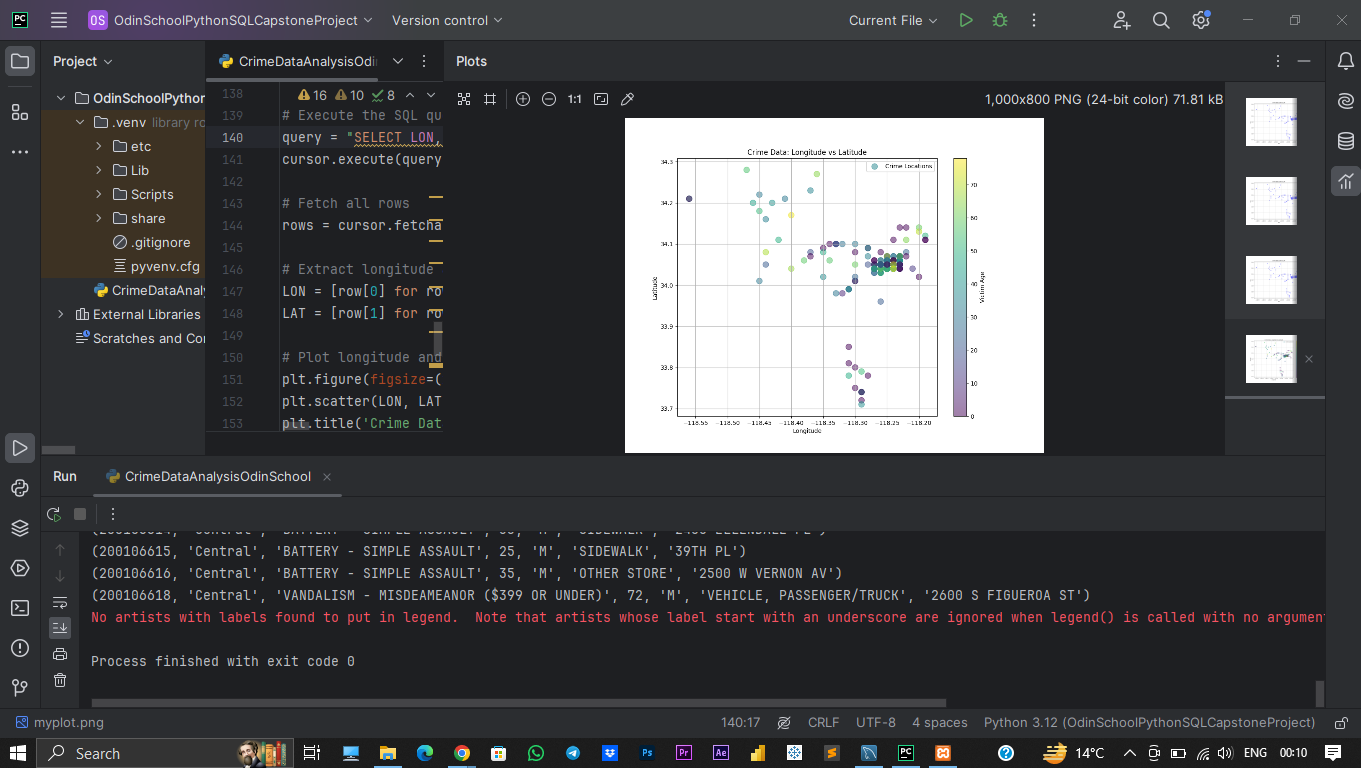 PC
OS OdinSchoolPythonSQLCapstoneProject Version control Current File
Project
CrimeDataAnalysisOdi
Plots
OdinSchoolPython
.venv library ro
etc
Lib
Scripts
share
.gitignore
pyvenv.cfg
CrimeDataAnaly
External Libraries
Scratches and Con
16 10 8
138
139 # Execute the SQL qu
140 query = "SELECT LON,
141 cursor.execute(query
142
143 # Fetch all rows
144 rows = cursor.fetcha
145
146 # Extract longitude
147 LON = [row[0] for ro
148 LAT = [row[1] for ro
149
150 # Plot longitude and
151 plt.figure(figsize=(
152 plt.scatter(LON, LAT
153 plt.title('Crime Dat
1:1
1,000x800 PNG (24-bit color) 71.81 kB
Crime Data: Longitude vs Latitude
Crime Locations
34.3
34.2
34.1
34.0
33.9
33.8
33.7
Latitude
−118.55 −118.50 −118.45 −118.40 −118.35 −118.30 −118.25 −118.20
Longitude
70
60
50
40
30
20
10
0
Victim Age
Run CrimeDataAnalysisOdinSchool
(200106615, 'Central', 'BATTERY - SIMPLE ASSAULT', 25, 'M', 'SIDEWALK', '39TH PL')
(200106616, 'Central', 'BATTERY - SIMPLE ASSAULT', 35, 'M', 'OTHER STORE', '2500 W VERNON AV')
(200106618, 'Central', 'VANDALISM - MISDEAMEANOR ($399 OR UNDER)', 72, 'M', 'VEHICLE, PASSENGER/TRUCK', '2600 S FIGUEROA ST')
No artists with labels found to put in legend.  Note that artists whose label start with an underscore are ignored when legend() is called with no argumen
Process finished with exit code 0
myplot.png
140:17 CRLF UTF-8 4 spaces Python 3.12 (OdinSchoolPythonSQLCapstoneProject)
Search
Ps Pr Ae S PC
14°C ENG 00:10